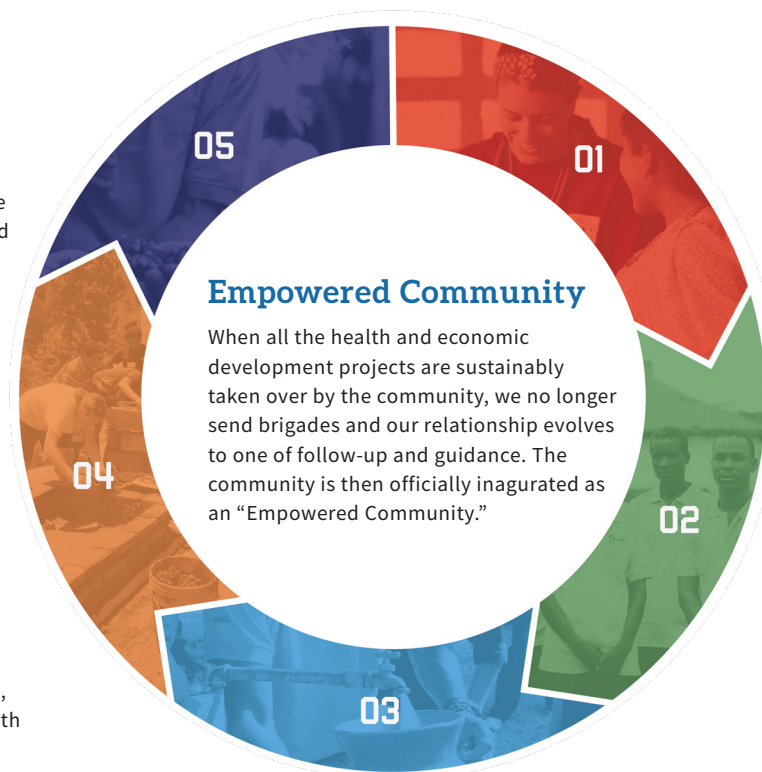 05
01
e
d
Empowered Community
When all the health and economic
development projects are sustainably
taken over by the community, we no longer
send brigades and our relationship evolves
to one of follow-up and guidance. The
community is then officially inagurated as
an “Empowered Community.”
04
02
,
th
03